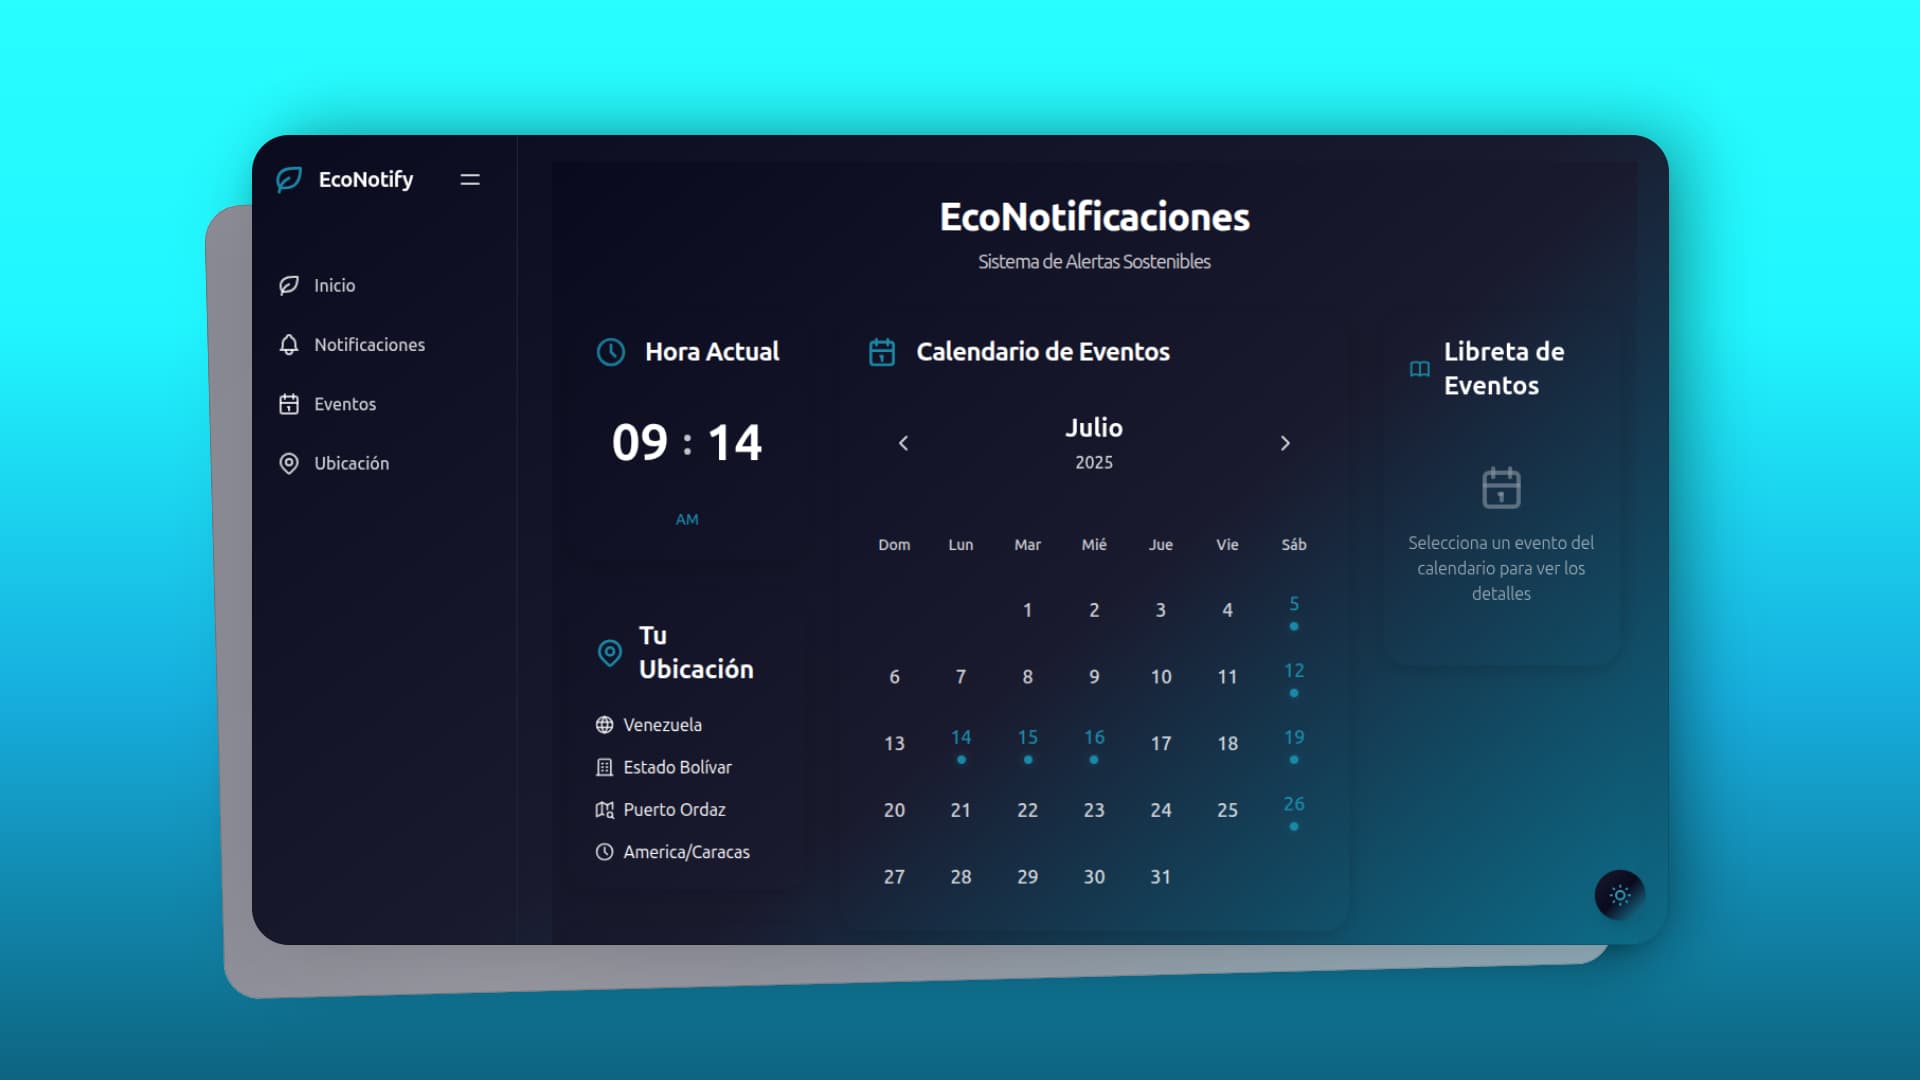 EcoNotify
Inicio
Notificaciones
Eventos
Ubicación
EcoNotificaciones
Sistema de Alertas Sostenibles
Hora Actual
09 : 14
AM
Tu
Ubicación
Venezuela
Estado Bolívar
Puerto Ordaz
America/Caracas
Calendario de Eventos
Julio
2025
Dom Lun Mar Mié Jue Vie Sáb
1 2 3 4 5
6 7 8 9 10 11 12
13 14 15 16 17 18 19
20 21 22 23 24 25 26
27 28 29 30 31
Libreta de
Eventos
Selecciona un evento del
calendario para ver los
detalles